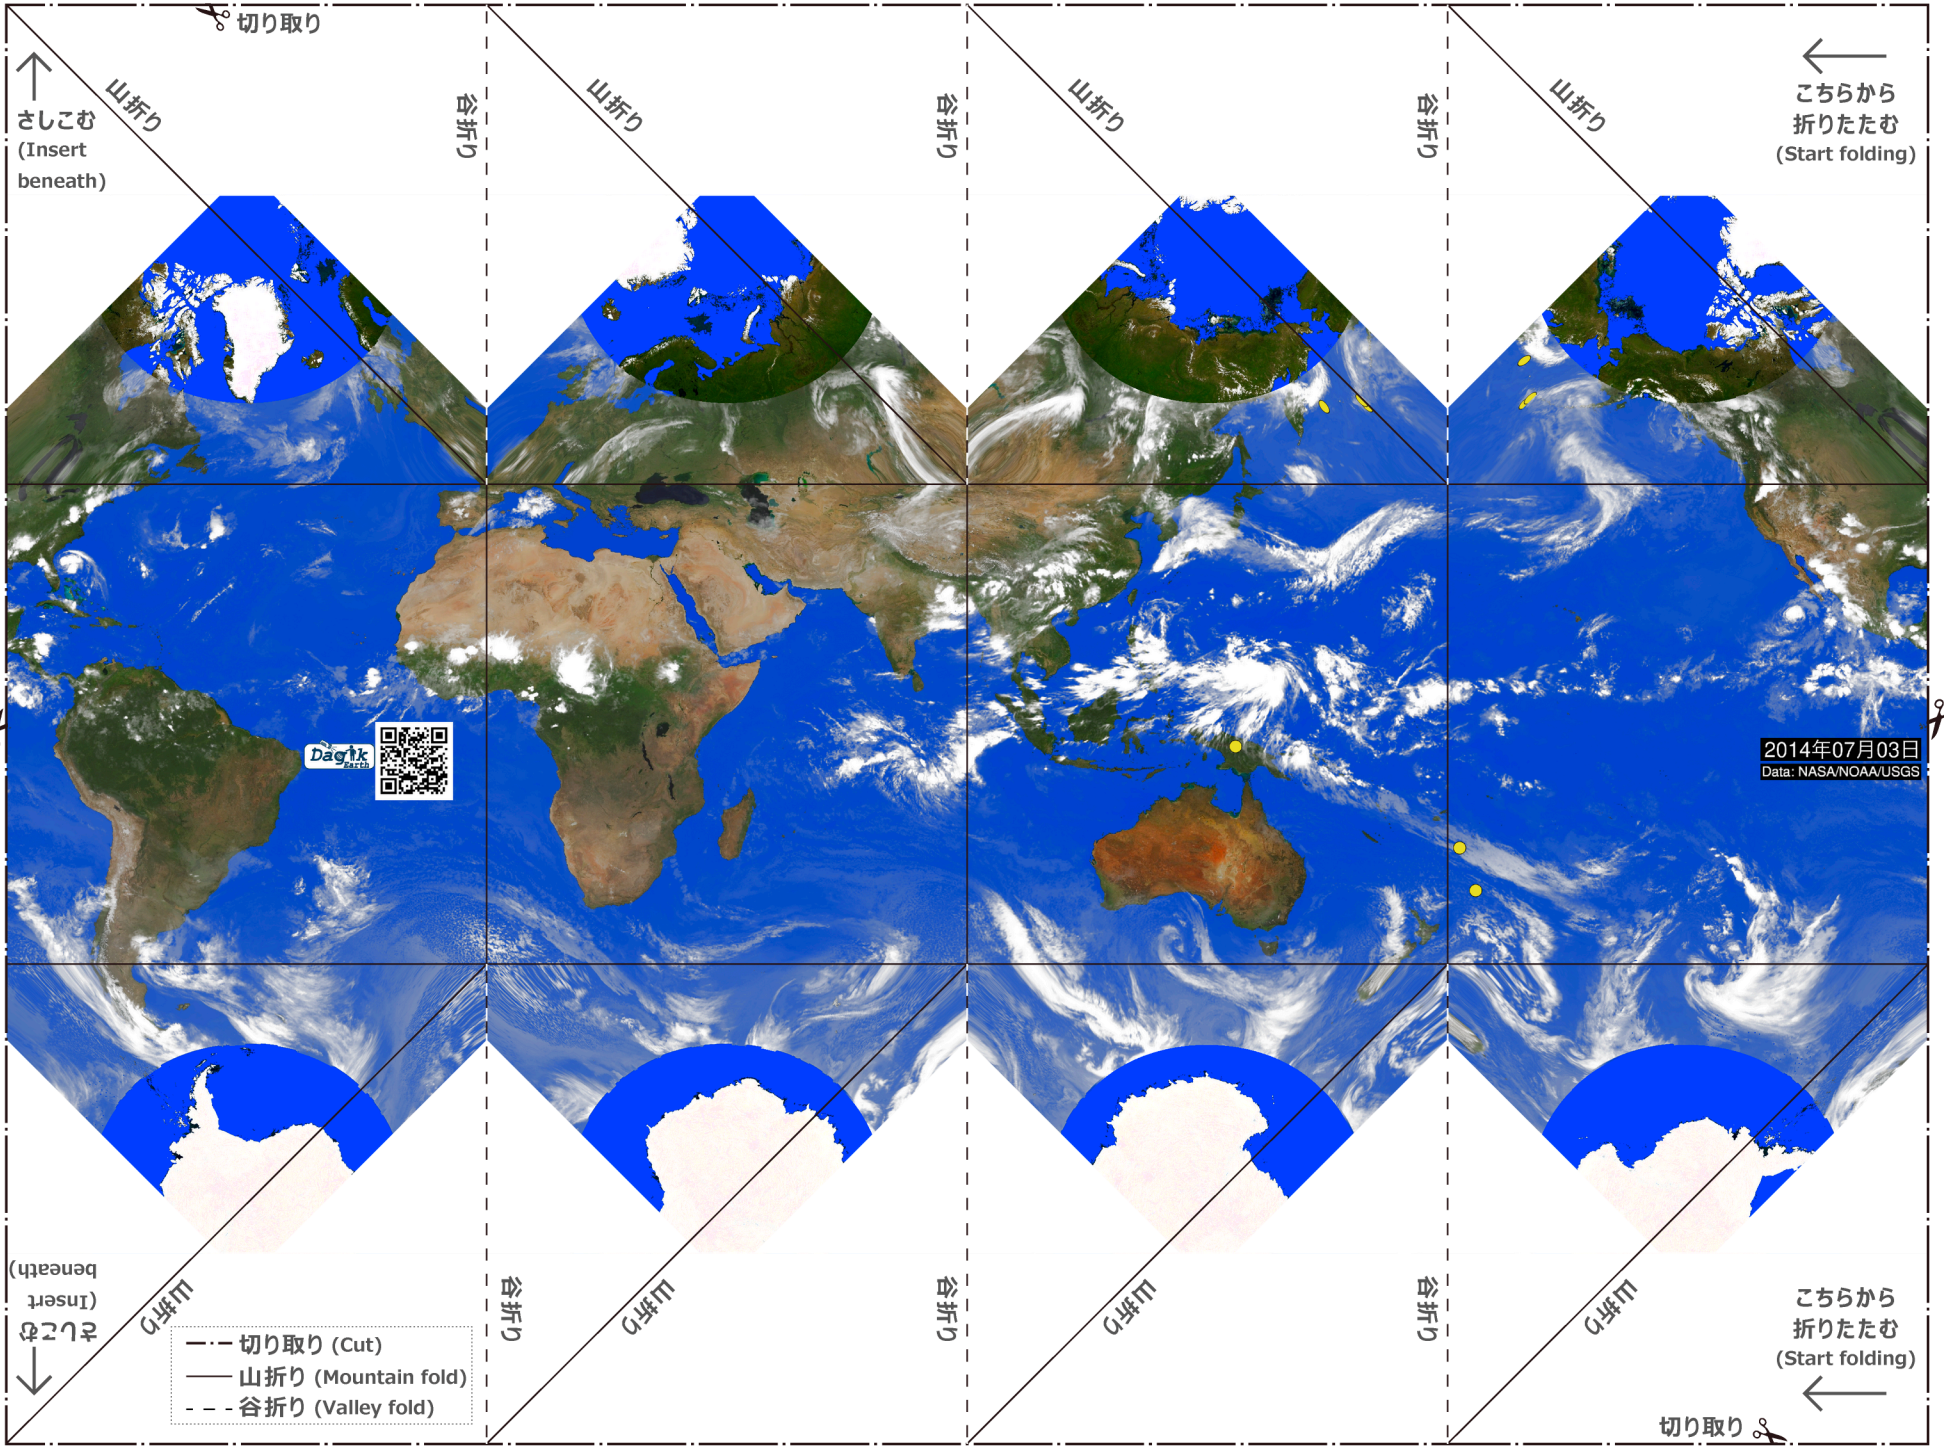 切り取り
山折り
谷折り
山折り
谷折り
山折り
谷折り
山折り
こちらから
折りたたむ
(Start folding)
さしこむ
(Insert
beneath)
Dagik
Earth
2014年07月03日
Data: NASA/NOAA/USGS
さしこむ
(Insert
beneath)
山折り
谷折り
山折り
谷折り
山折り
谷折り
山折り
こちらから
折りたたむ
(Start folding)
切り取り (Cut)
山折り (Mountain fold)
谷折り (Valley fold)
切り取り